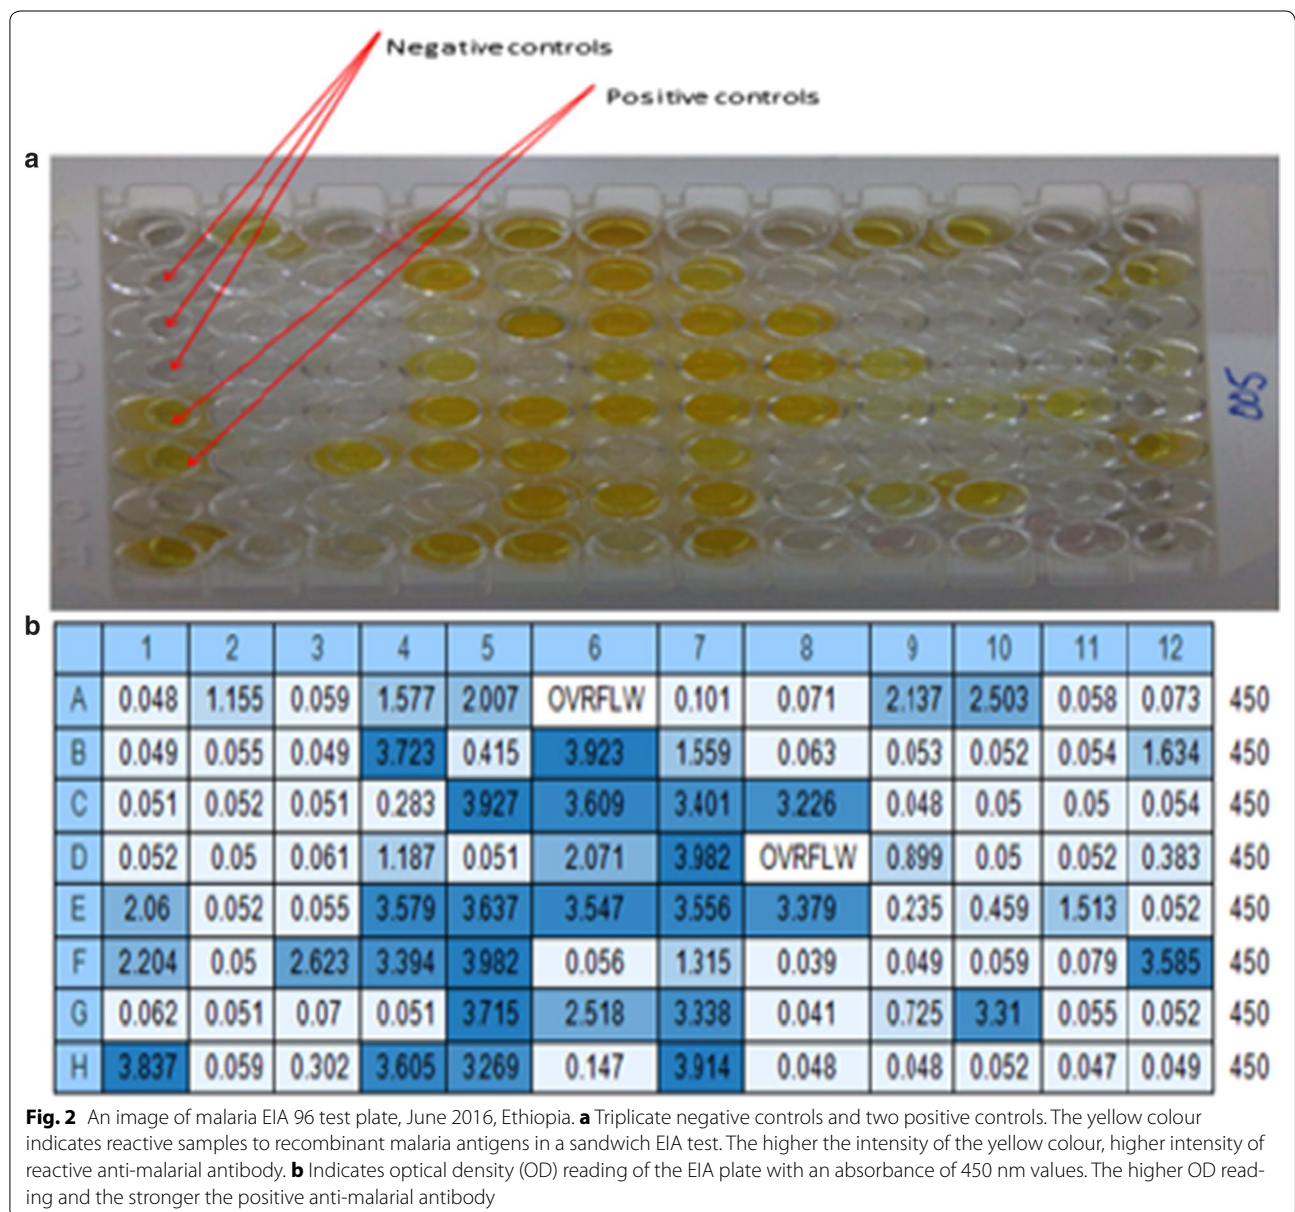 Negative controls
Positive controls
a
A
B
C
D
E
F
G
H
005
b
1 2 3 4 5 6 7 8 9 10 11 12
A 0.048 1.155 0.059 1.577 2.007 OVRFLW 0.101 0.071 2.137 2.503 0.058 0.073 450
B 0.049 0.055 0.049 3.723 0.415 3.923 1.559 0.063 0.053 0.052 0.054 1.634 450
C 0.051 0.052 0.051 0.283 3.927 3.609 3.401 3.226 0.048 0.05 0.05 0.054 450
D 0.052 0.05 0.061 1.187 0.051 2.071 3.982 OVRFLW 0.899 0.05 0.052 0.383 450
E 2.06 0.052 0.055 3.579 3.637 3.547 3.556 3.379 0.235 0.459 1.513 0.052 450
F 2.204 0.05 2.623 3.394 3.982 0.056 1.315 0.039 0.049 0.059 0.079 3.585 450
G 0.062 0.051 0.07 0.051 3.715 2.518 3.338 0.041 0.725 3.31 0.055 0.052 450
H 3.837 0.059 0.302 3.605 3.269 0.147 3.914 0.048 0.048 0.052 0.047 0.049 450
Fig. 2 An image of malaria EIA 96 test plate, June 2016, Ethiopia. a Triplicate negative controls and two positive controls. The yellow colour
indicates reactive samples to recombinant malaria antigens in a sandwich EIA test. The higher the intensity of the yellow colour, higher intensity of
reactive anti-malarial antibody. b Indicates optical density (OD) reading of the EIA plate with an absorbance of 450 nm values. The higher OD read-
ing and the stronger the positive anti-malarial antibody